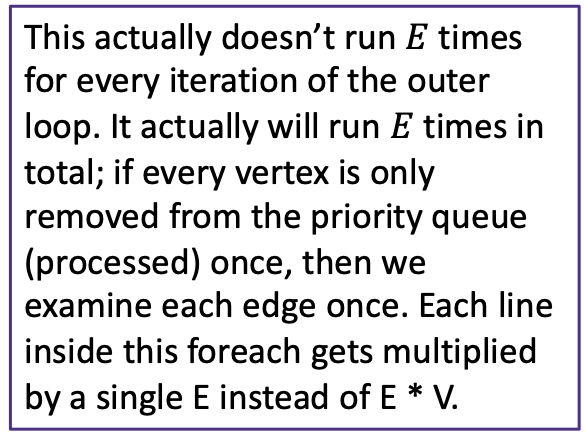 This actually doesn’t run E times
for every iteration of the outer
loop. It actually will run E times in
total; if every vertex is only
removed from the priority queue
(processed) once, then we
examine each edge once. Each line
inside this foreach gets multiplied
by a single E instead of E * V.